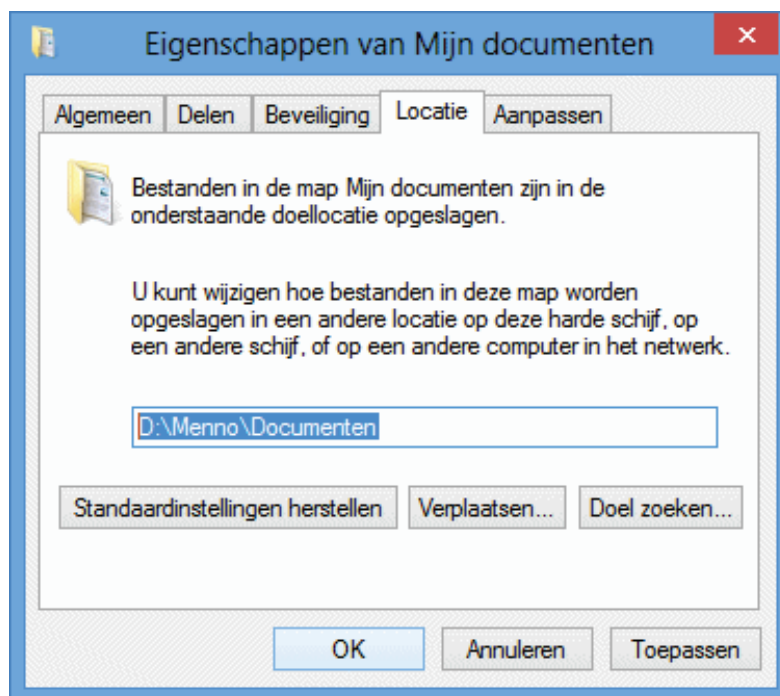 Eigenschappen van Mijn documenten
Algemeen Delen Beveiliging Locatie Aanpassen
Bestanden in de map Mijn documenten zijn in de
onderstaande doellocatie opgeslagen.
U kunt wijzigen hoe bestanden in deze map worden
opgeslagen in een andere locatie op deze harde schijf, op
een andere schijf, of op een andere computer in het netwerk.
D:\Menno\Documenten
Standaardinstellingen herstellen Verplaatsen... Doel zoeken...
OK Annuleren Toepassen